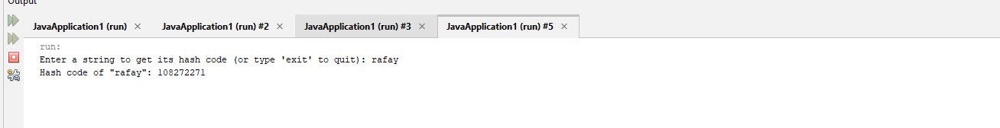 Output
JavaApplication1 (run) × JavaApplication1 (run) #2 × JavaApplication1 (run) #3 × JavaApplication1 (run) #5 ×
run:
Enter a string to get its hash code (or type 'exit' to quit): rafay
Hash code of "rafay": 108272271